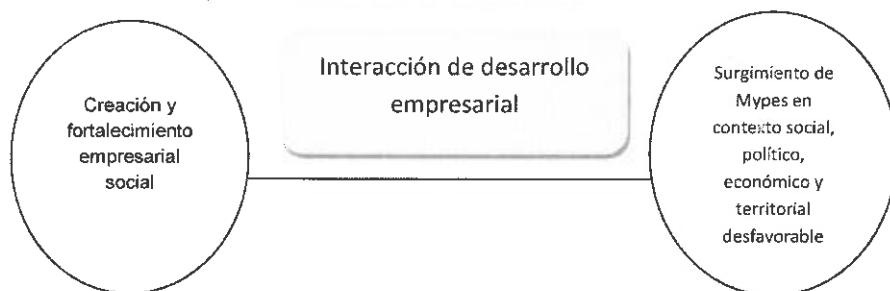 Interacción de desarrollo
empresarial
Creación y
fortalecimiento
empresarial
social
Surgimiento de
Mypes en
contexto social,
político,
económico y
territorial
desfavorable